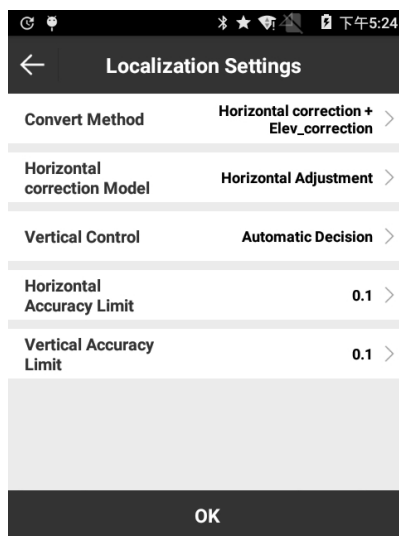 下午5:24
Localization Settings
Convert Method
Horizontal correction +
Elev_correction
Horizontal
correction Model
Horizontal Adjustment
Vertical Control
Automatic Decision
Horizontal
Accuracy Limit
0.1
Vertical Accuracy
Limit
0.1
OK